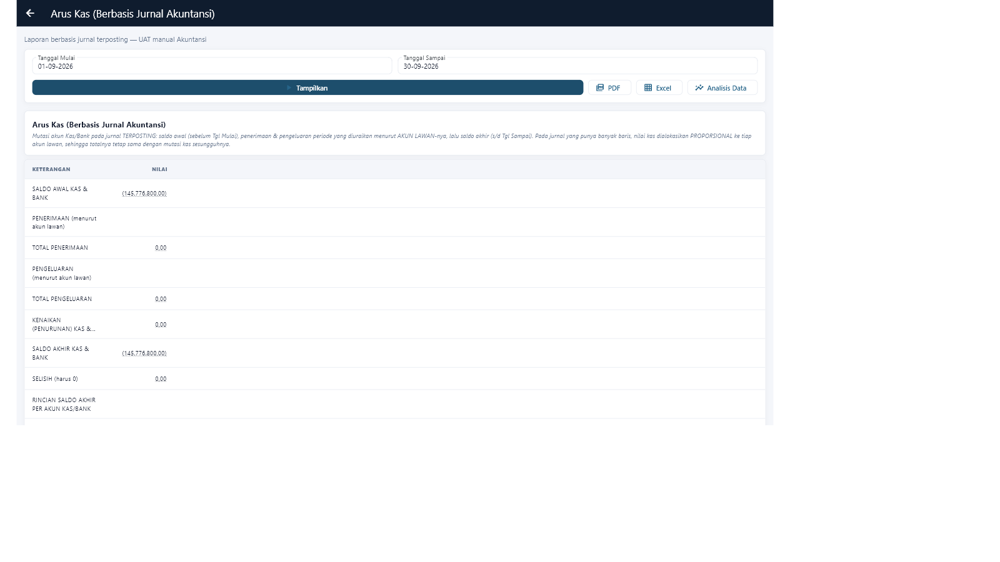 Arus Kas (Berbasis Jurnal Akuntansi)
Laporan berbasis jurnal terposting — UAT manual Akuntansi
Tanggal Mulai
01-09-2026
Tanggal Sampai
30-09-2026
Tampilkan
PDF
Excel
Analisis Data
Arus Kas (Berbasis Jurnal Akuntansi)
Mutasi akun Kas/Bank pada jurnal TERPOSTING: saldo awal (sebelum Tgl Mulai), penerimaan & pengeluaran periode yang diuraikan menurut AKUN LAWAN-nya, lalu saldo akhir (s/d Tgl Sampai). Pada jurnal yang punya banyak baris, nilai kas dialokasikan PROPORSIONAL ke tiap
akun lawan, sehingga totalnya tetap sama dengan mutasi kas sesungguhnya.
KETERANGAN NILAI
SALDO AWAL KAS &
BANK
(145.776.800,00)
PENERIMAAN (menurut
akun lawan)
TOTAL PENERIMAAN 0,00
PENGELUARAN
(menurut akun lawan)
TOTAL PENGELUARAN 0,00
KENAIKAN
(PENURUNAN) KAS &...
0,00
SALDO AKHIR KAS &
BANK
(145.776.800,00)
SELISIH (harus 0) 0,00
RINCIAN SALDO AKHIR
PER AKUN KAS/BANK